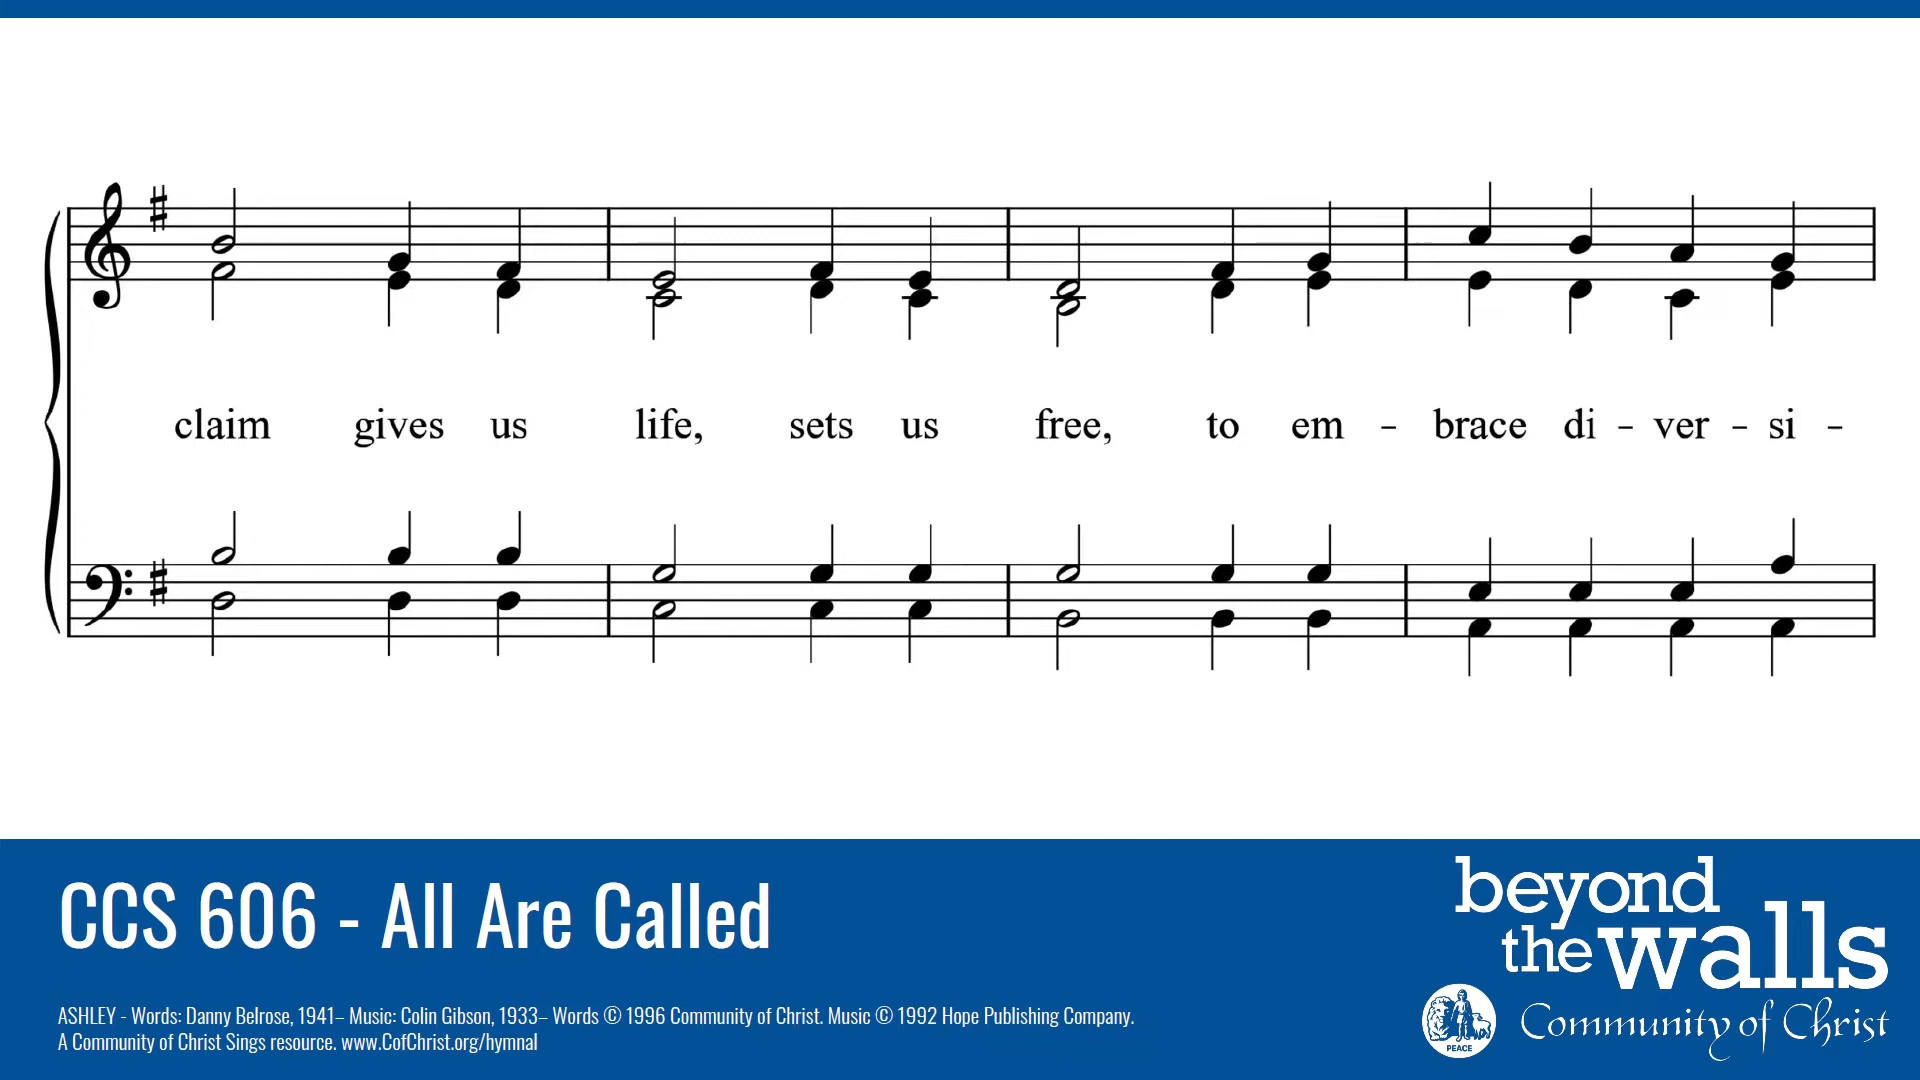 claim gives us life, sets us free, to em - brace di - ver - si -
CCS 606 - All Are Called
ASHLEY - Words: Danny Belrose, 1941– Music: Colin Gibson, 1933– Words © 1996 Community of Christ. Music © 1992 Hope Publishing Company.
A Community of Christ Sings resource. www.CofChrist.org/hymnal
beyond
the walls
Community of Christ
PEACE